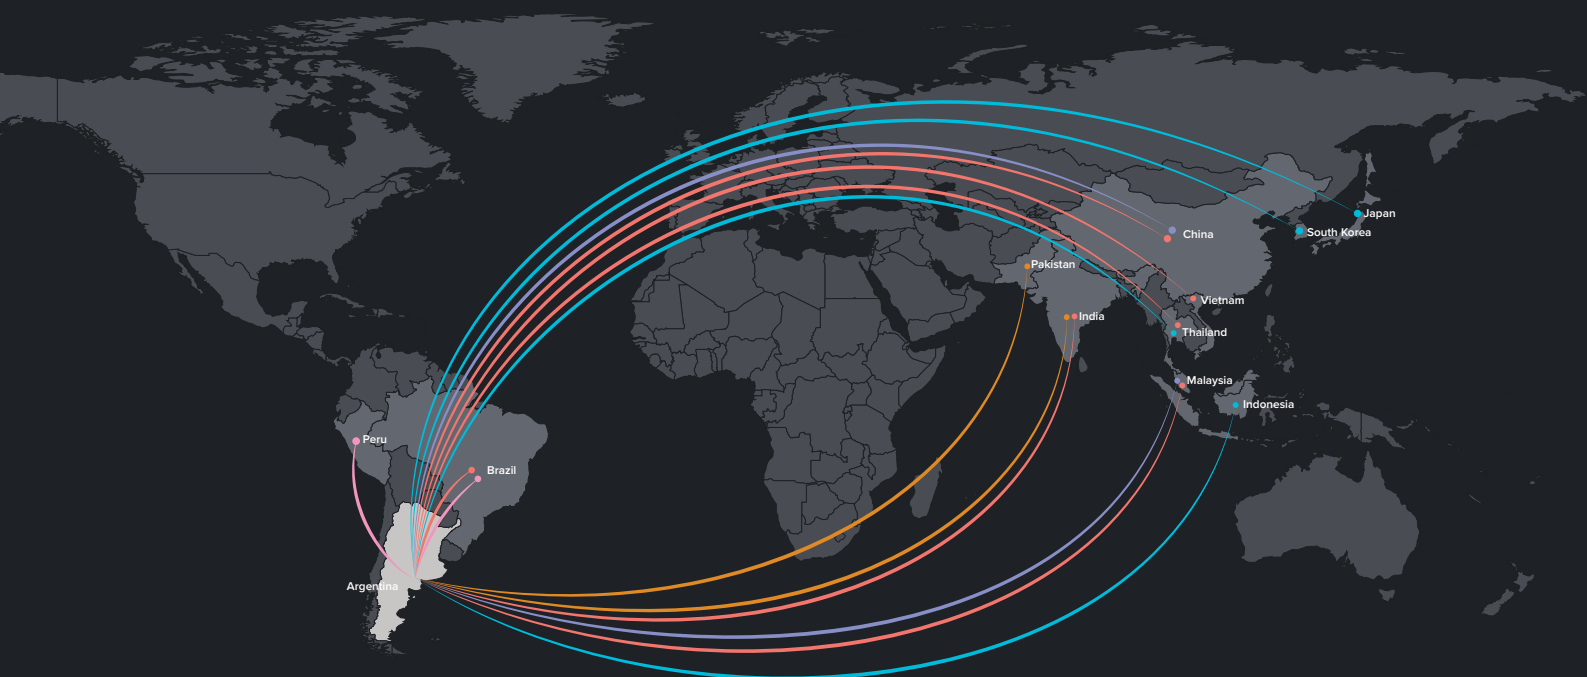 Japan
South Korea
China
Pakistan
Vietnam
India
Thailand
Malaysia
Indonesia
Peru
Brazil
Argentina